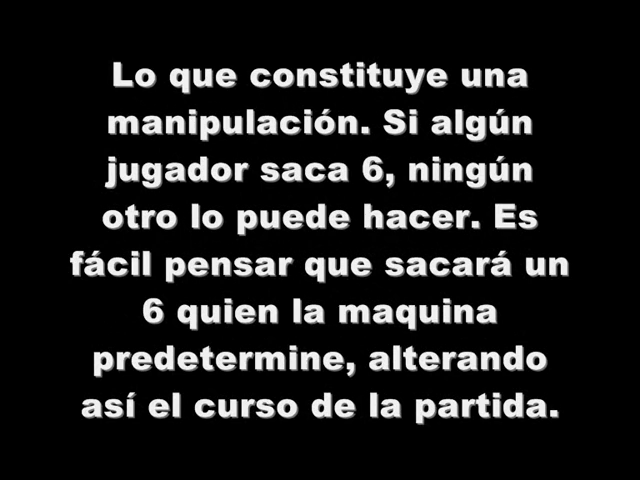 Lo que constituye una
manipulación. Si algún
jugador saca 6, ningún
otro lo puede hacer. Es
fácil pensar que sacará un
6 quien la maquina
predetermine, alterando
así el curso de la partida.